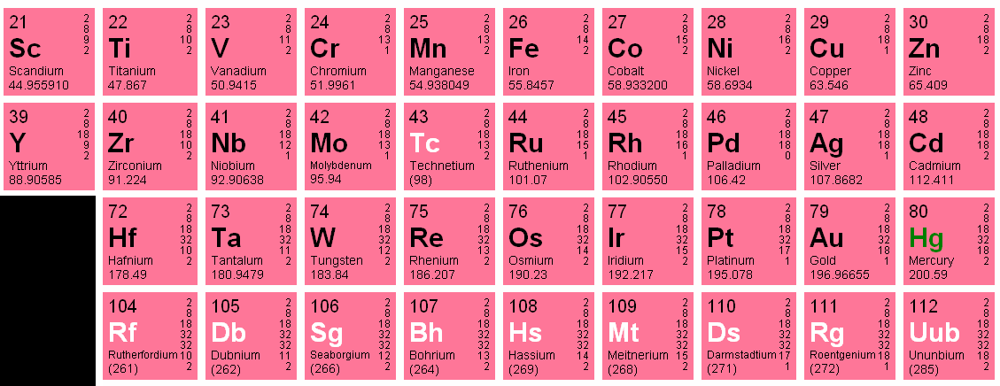 21 2 8 9 2
Sc
Scandium
44.955910
22 2 8 10 2
Ti
Titanium
47.867
23 2 8 11 2
V
Vanadium
50.9415
24 2 8 13 1
Cr
Chromium
51.9961
25 2 8 13 2
Mn
Manganese
54.938049
26 2 8 14 2
Fe
Iron
55.8457
27 2 8 15 2
Co
Cobalt
58.933200
28 2 8 16 2
Ni
Nickel
58.6934
29 2 8 18 1
Cu
Copper
63.546
30 2 8 18 2
Zn
Zinc
65.409
39 2 8 18 9 2
Y
Yttrium
88.90585
40 2 8 18 10 2
Zr
Zirconium
91.224
41 2 8 18 12 1
Nb
Niobium
92.90638
42 2 8 18 13 1
Mo
Molybdenum
95.94
43 2 8 18 13 2
Tc
Technetium
(98)
44 2 8 18 15 1
Ru
Ruthenium
101.07
45 2 8 18 16 1
Rh
Rhodium
102.90550
46 2 8 18 18 0
Pd
Palladium
106.42
47 2 8 18 18 1
Ag
Silver
107.8682
48 2 8 18 18 2
Cd
Cadmium
112.411
72 2 8 18 32 10 2
Hf
Hafnium
178.49
73 2 8 18 32 11 2
Ta
Tantalum
180.9479
74 2 8 18 32 12 2
W
Tungsten
183.84
75 2 8 18 32 13 2
Re
Rhenium
186.207
76 2 8 18 32 14 2
Os
Osmium
190.23
77 2 8 18 32 15 2
Ir
Iridium
192.217
78 2 8 18 32 17 1
Pt
Platinum
195.078
79 2 8 18 32 18 1
Au
Gold
196.96655
80 2 8 18 32 18 2
Hg
Mercury
200.59
104 2 8 18 32 32 10 2
Rf
Rutherfordium
(261)
105 2 8 18 32 32 11 2
Db
Dubnium
(262)
106 2 8 18 32 32 12 2
Sg
Seaborgium
(266)
107 2 8 18 32 32 13 2
Bh
Bohrium
(264)
108 2 8 18 32 32 14 2
Hs
Hassium
(269)
109 2 8 18 32 32 15 2
Mt
Meitnerium
(268)
110 2 8 18 32 32 17 1
Ds
Darmstadtium
(271)
111 2 8 18 32 32 18 1
Rg
Roentgenium
(272)
112 2 8 18 32 32 18 2
Uub
Ununbium
(285)